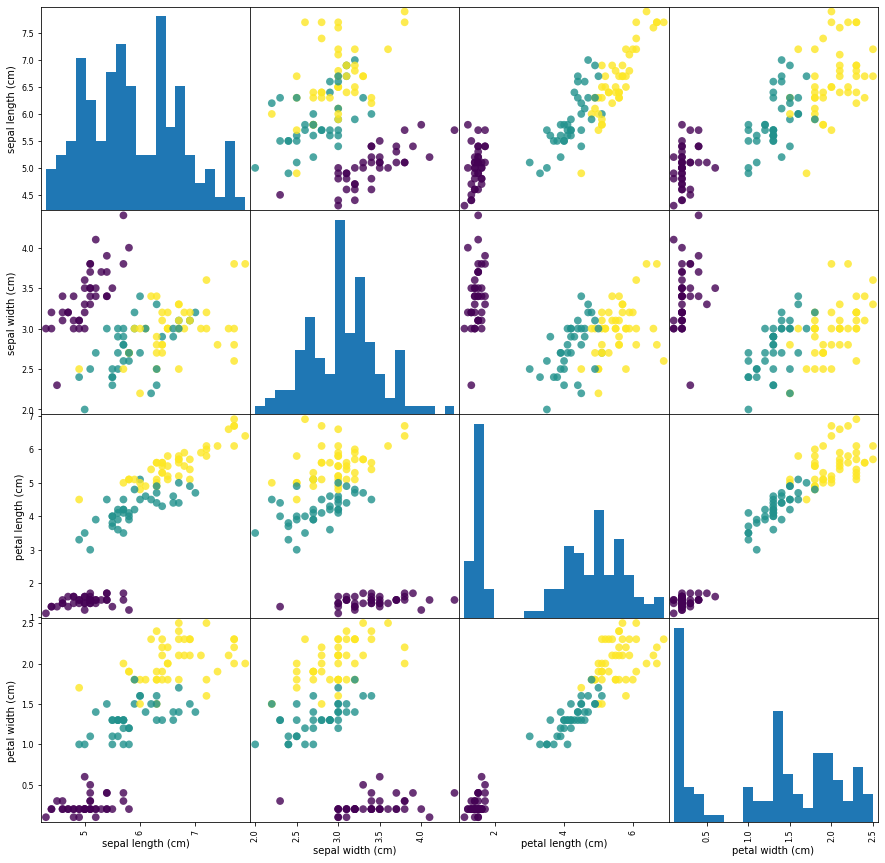 7.5
7.0
6.5
6.0
5.5
5.0
4.5
sepal length (cm)
4.0
3.5
3.0
2.5
2.0
sepal width (cm)
7
6
5
4
3
2
1
petal length (cm)
2.5
2.0
1.5
1.0
0.5
petal width (cm)
5 6 7
sepal length (cm)
2.0 3.0 4.0
sepal width (cm)
2 4 6
petal length (cm)
0.5 1.0 1.5 2.0 2.5
petal width (cm)